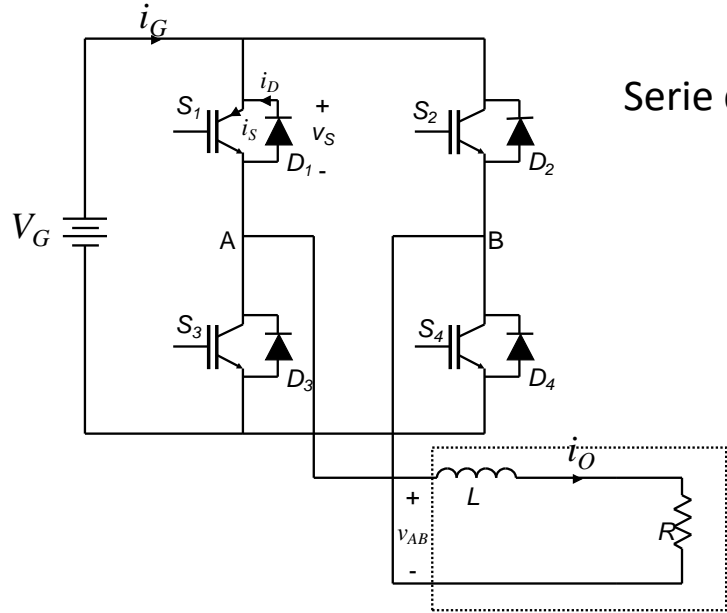 i_G
Serie
i_D
+
S_1
i_S
v_S
D_1
-
S_2
D_2
V_G
A
B
S_3
D_3
S_4
D_4
i_O
+
L
v_AB
R
-